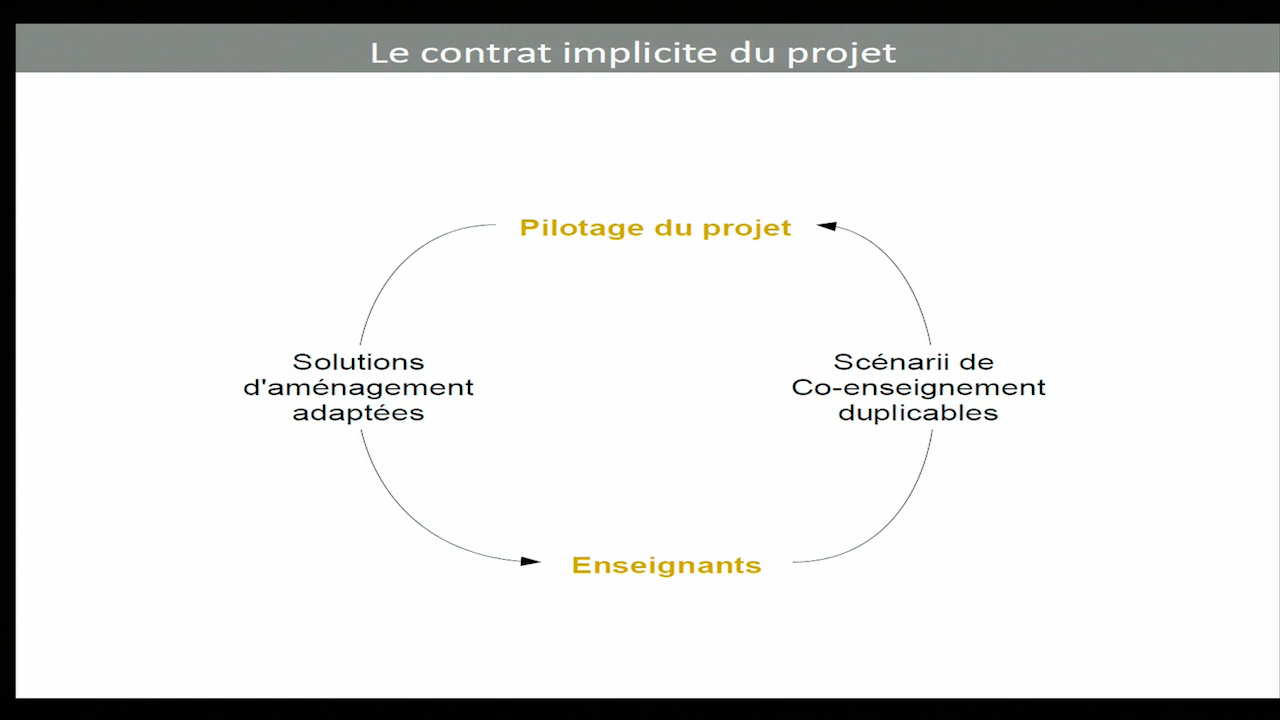 Le contrat implicite du projet
Pilotage du projet
Solutions
d'aménagement
adaptées
Scénarii de
Co-enseignement
duplicables
Enseignants